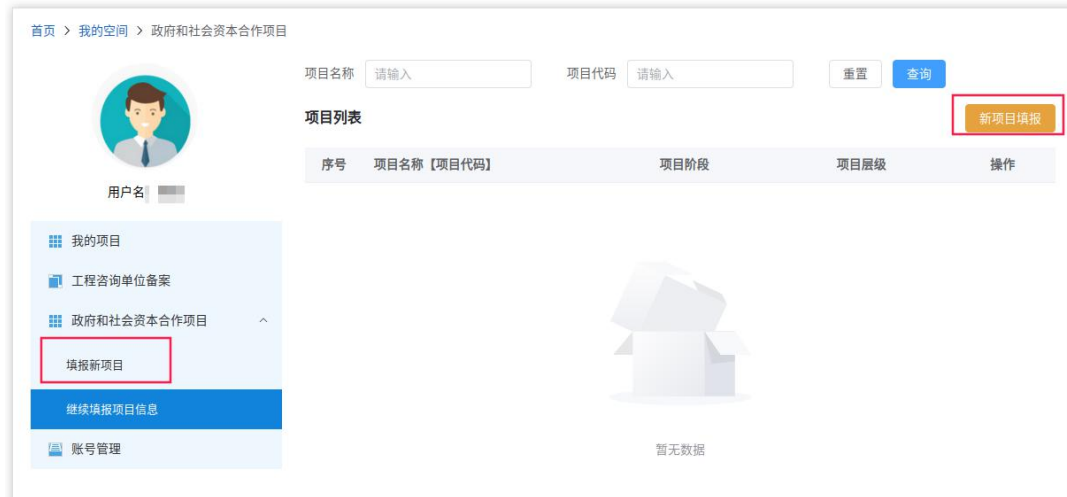 首页 > 我的空间 > 政府和社会资本合作项目
项目名称 请输入 项目代码 请输入 重置 查询
项目列表 新项目填报
序号 项目名称【项目代码】 项目阶段 项目层级 操作
用户名
我的项目
工程咨询单位备案
政府和社会资本合作项目
填报新项目
继续填报项目信息
账号管理
暂无数据